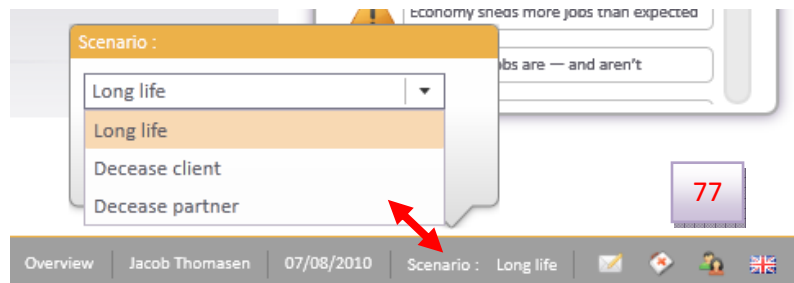 Economy sheds more jobs than expected
Scenario :
obs are — and aren't
Long life
Long life
Decease client
Decease partner
77
Overview
Jacob Thomasen
07/08/2010
Scenario : Long life